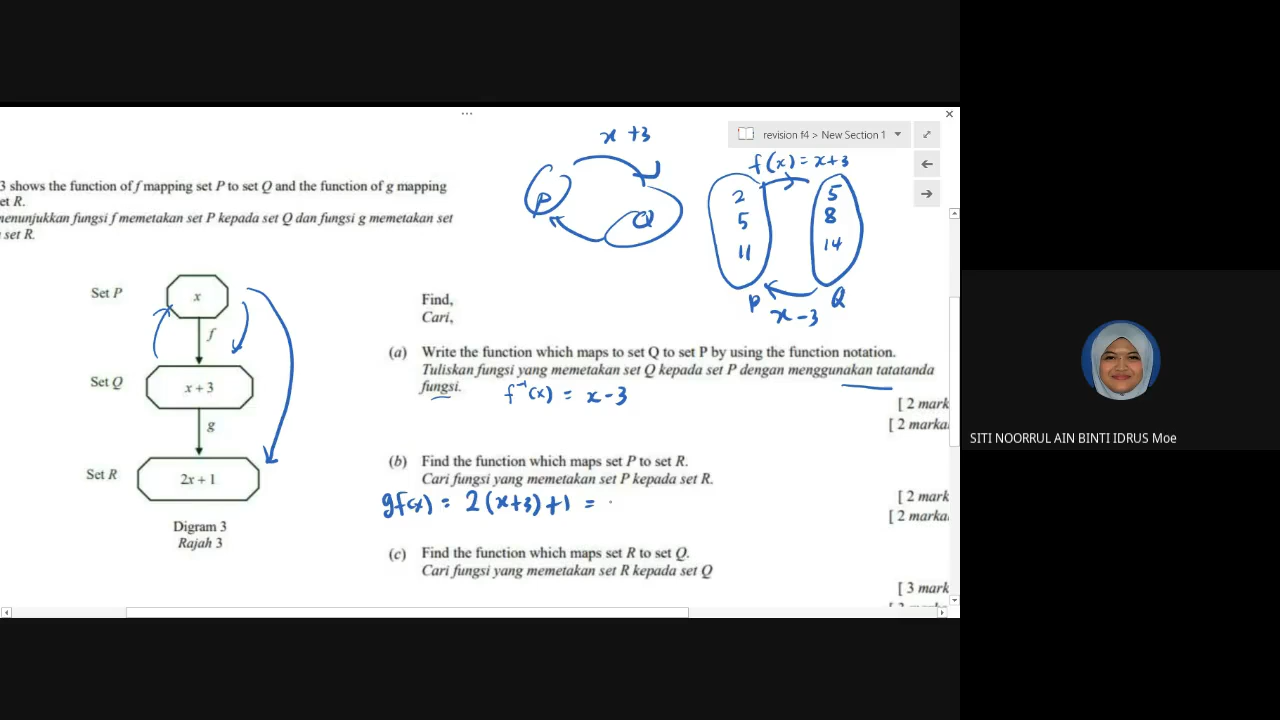 x + 3
revision f4 > New Section 1
f(x) = x+3
3 shows the function of f mapping set P to set Q and the function of g mapping
et R.
nenunjukkan fungsi f memetakan set P kepada set Q dan fungsi g memetakan set
set R.
P
Q
2 5
5 8
11 14
P Q
x - 3
Set P
x
f
Set Q
x + 3
g
Set R
2x + 1
Digram 3
Rajah 3
Find,
Cari,
(a) Write the function which maps to set Q to set P by using the function notation.
Tuliskan fungsi yang memetakan set Q kepada set P dengan menggunakan tatatanda
fungsi.
f⁻¹(x) = x - 3
[ 2 mark
[ 2 marka
(b) Find the function which maps set P to set R.
Cari fungsi yang memetakan set P kepada set R.
gf(x) = 2(x+3)+1 =
[ 2 mark
[ 2 marka
(c) Find the function which maps set R to set Q.
Cari fungsi yang memetakan set R kepada set Q
[ 3 mark
SITI NOORRUL AIN BINTI IDRUS Moe